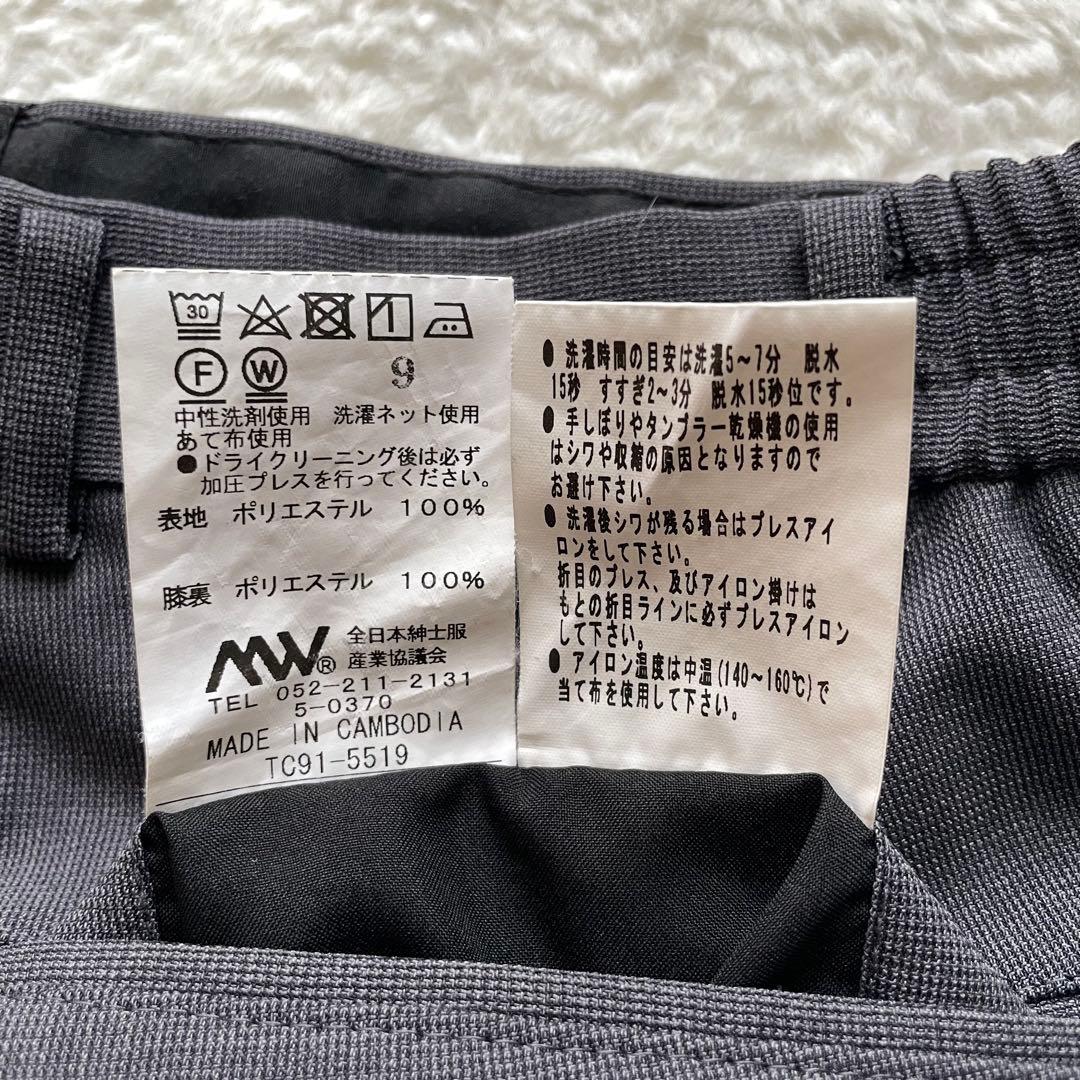 30
F W 9
中性洗剤使用 洗濯ネット使用
あて布使用
●ドライクリーニング後は必ず
加圧プレスを行ってください。
表地 ポリエステル 100%
膝裏 ポリエステル 100%
MW® 全日本紳士服
産業協議会
TEL 052-211-2131
5-0370
MADE IN CAMBODIA
TC91-5519
● 洗濯時間の目安は洗濯5～7分 脱水
15秒 すすぎ2～3分 脱水15秒位です。
● 手しぼりやタンブラー乾燥機の使用
はシワや収縮の原因となりますので
お避け下さい。
● 洗濯後シワが残る場合はプレスアイ
ロンをして下さい。
折目のプレス、及びアイロン掛けは
もとの折目ラインに必ずプレスアイロン
して下さい。
● アイロン温度は中温(140～160℃)で
当て布を使用して下さい。